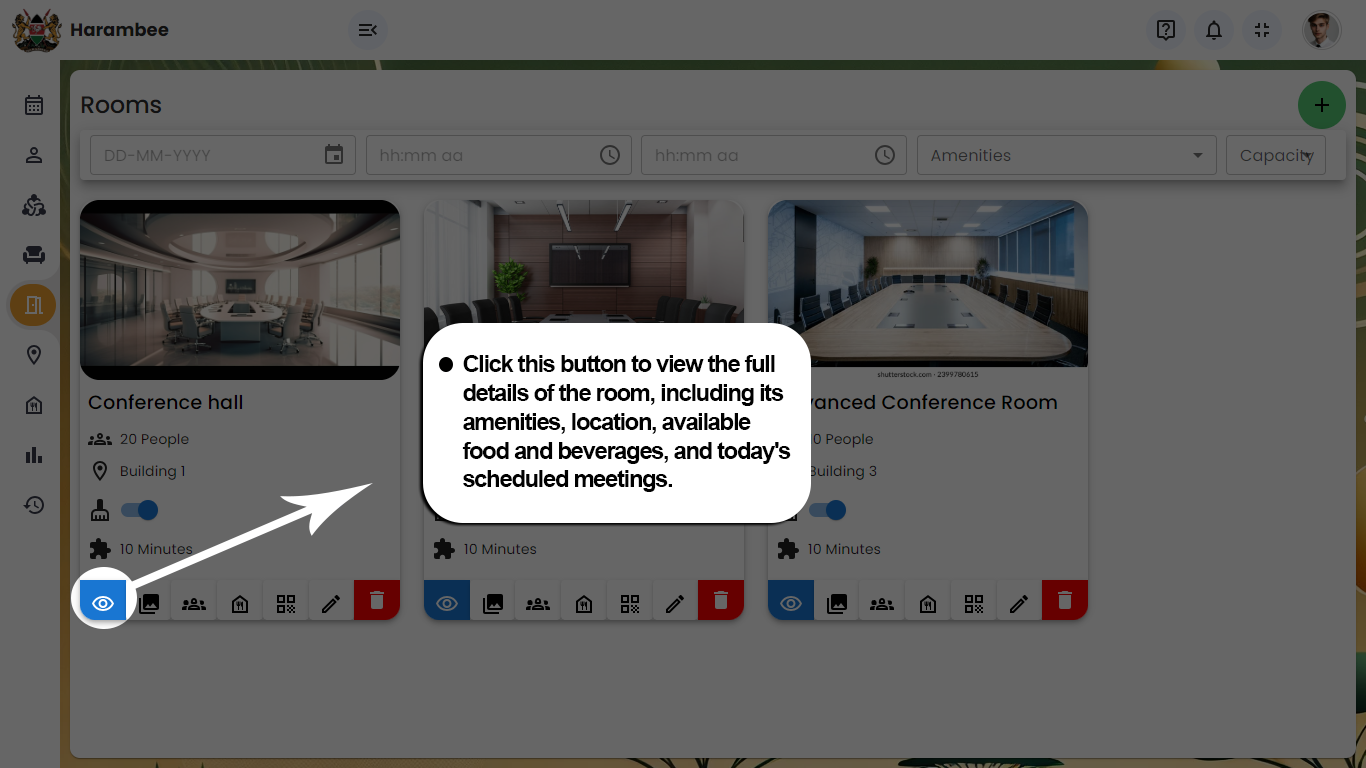 Harambee
Rooms
DD-MM-YYYY
hh:mm aa
hh:mm aa
Amenities
Capacity
shutterstock.com · 2399780615
Conference hall
20 People
Building 1
10 Minutes
● Click this button to view the full
details of the room, including its
amenities, location, available
food and beverages, and today's
scheduled meetings.
10 Minutes
vanced Conference Room
0 People
Building 3
10 Minutes